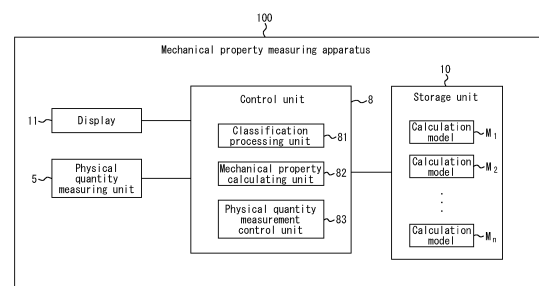 100
Mechanical property measuring apparatus
10
Control unit
8
Storage unit
11
Display
Classification
processing unit
81
Calculation
model
M1
5
Physical
quantity
measuring unit
Mechanical property
calculating unit
82
Calculation
model
M2
Physical quantity
measurement
control unit
83
.
.
.
Calculation
model
Mn